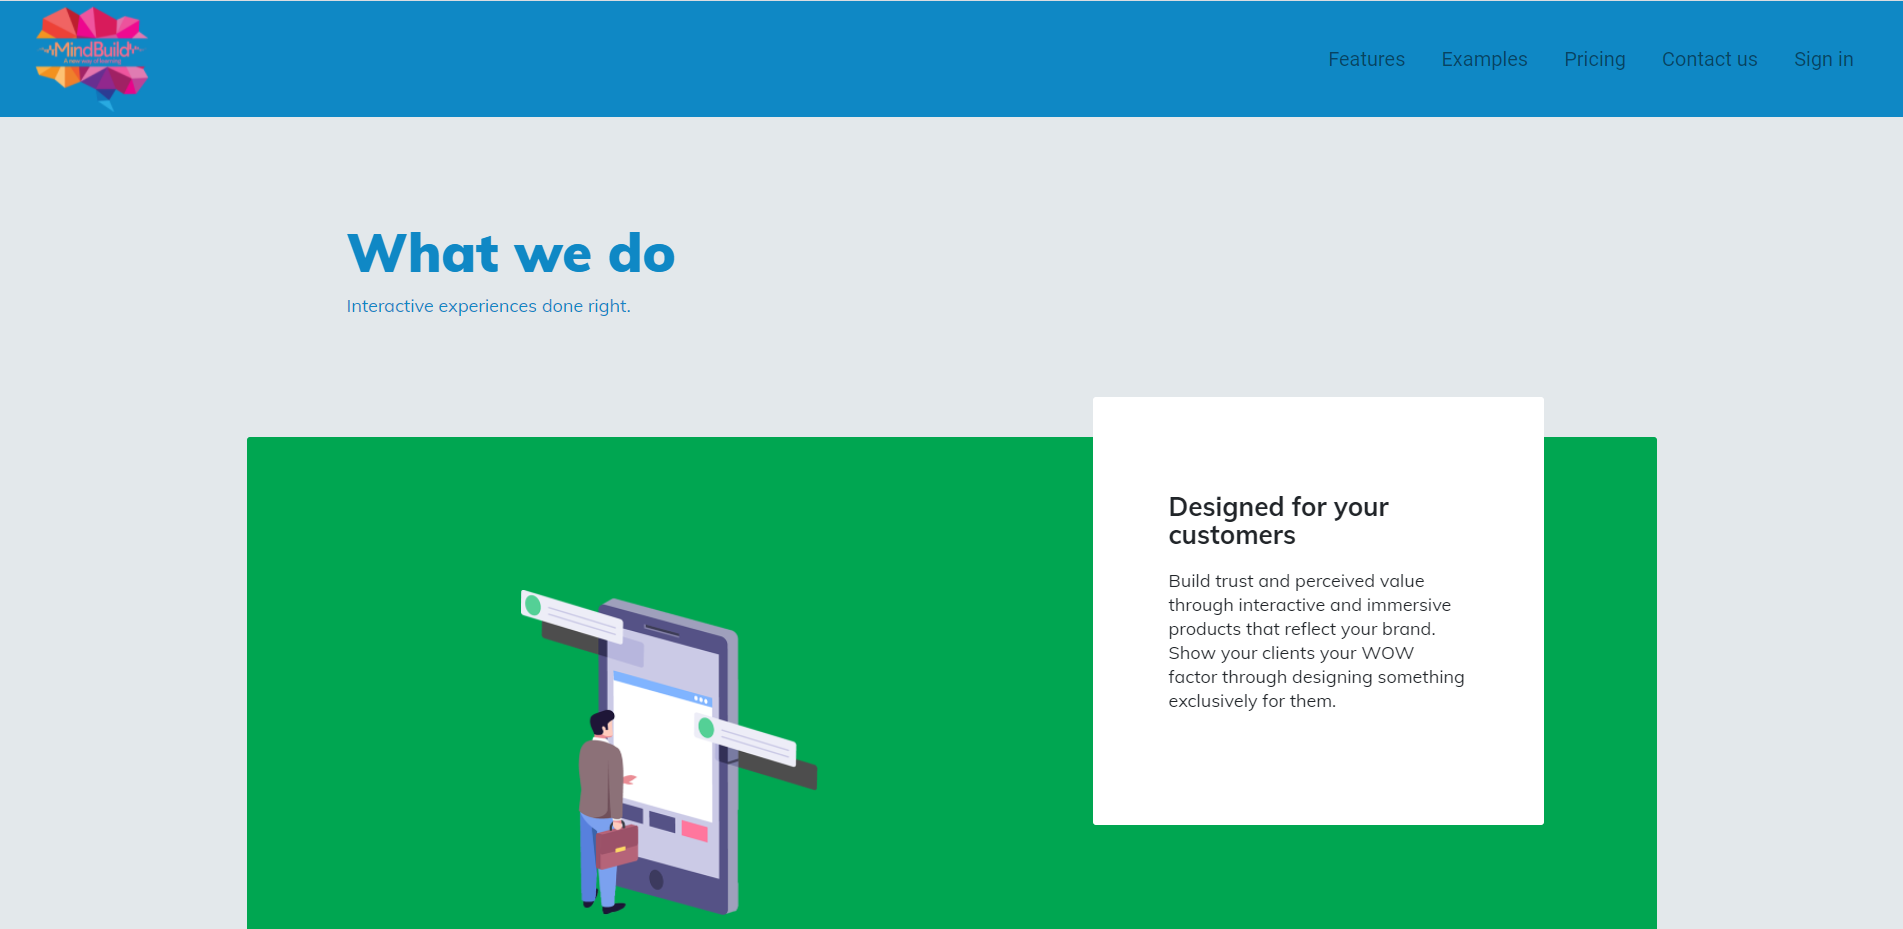 MindBuild
A new way of learning
Features
Examples
Pricing
Contact us
Sign in
What we do
Interactive experiences done right.
Designed for your
customers
Build trust and perceived value
through interactive and immersive
products that reflect your brand.
Show your clients your WOW
factor through designing something
exclusively for them.